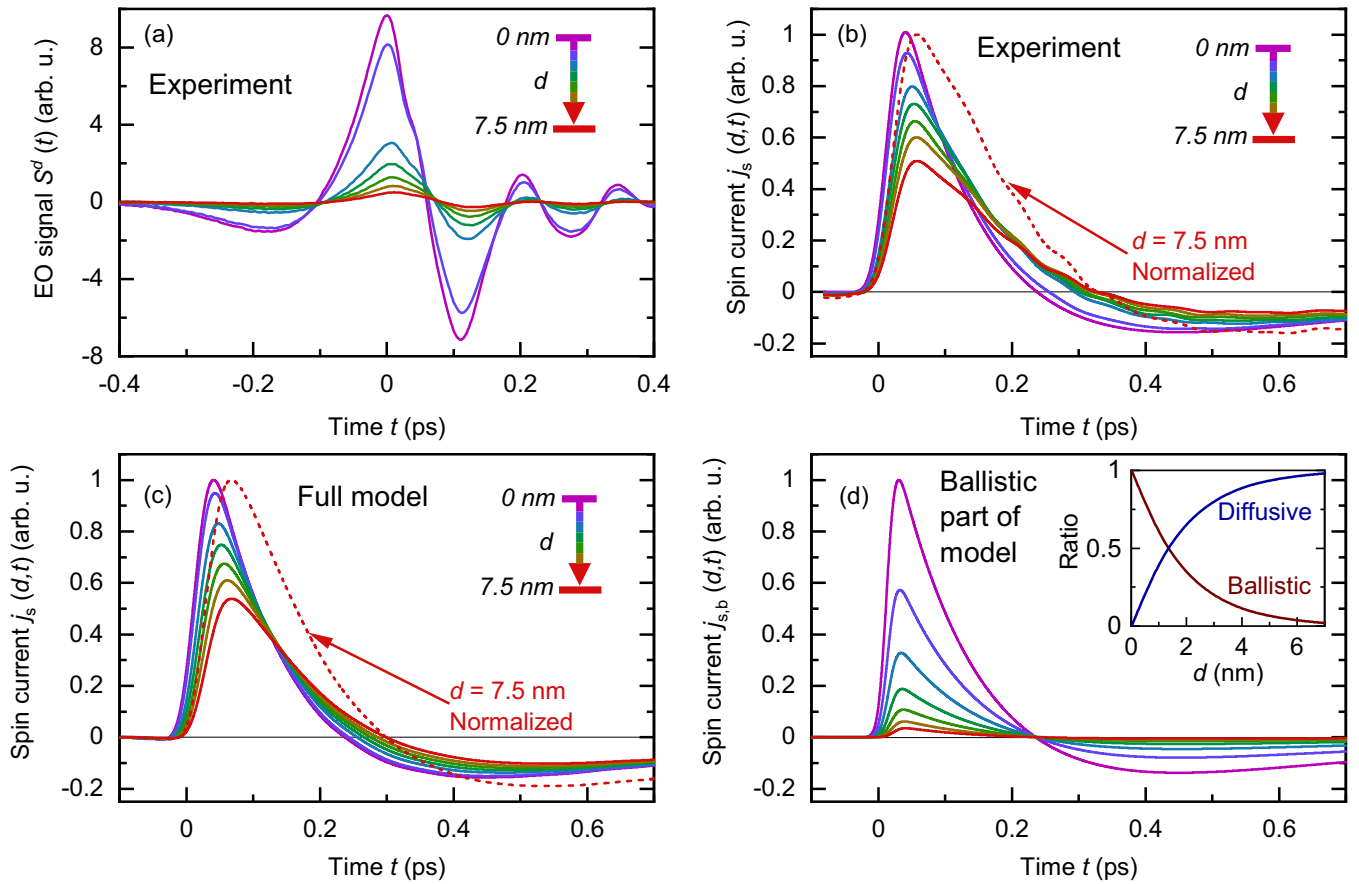 (a)
Experiment
0 nm
d
7.5 nm
EO signal S^d (t) (arb. u.)
8
4
0
-4
-8
-0.4
-0.2
0
0.2
0.4
Time t (ps)
(b)
Experiment
0 nm
d
7.5 nm
d = 7.5 nm
Normalized
Spin current j_s (d,t) (arb. u.)
1
0.8
0.6
0.4
0.2
0
-0.2
0
0.2
0.4
0.6
Time t (ps)
(c)
Full model
0 nm
d
7.5 nm
d = 7.5 nm
Normalized
Spin current j_s (d,t) (arb. u.)
1
0.8
0.6
0.4
0.2
0
-0.2
0
0.2
0.4
0.6
Time t (ps)
(d)
Ballistic
part of
model
Spin current j_s,b (d,t) (arb. u.)
1
0.8
0.6
0.4
0.2
0
-0.2
0
0.2
0.4
0.6
Time t (ps)
Ratio
1
0.5
0
Diffusive
Ballistic
0
2
4
6
d (nm)